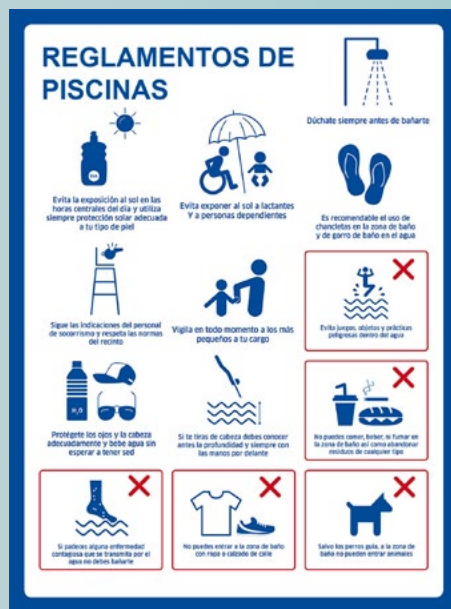 REGLAMENTOS DE
PISCINAS
Dúchate siempre antes de bañarte
Evita la exposición al sol en las
horas centrales del día y utiliza
siempre protección solar adecuada
a tu tipo de piel
Evita exponer al sol a lactantes
Y a personas dependientes
Es recomendable el uso de
chancletas en la zona de baño
y de gorro de baño en el agua
Sigue las indicaciones del personal
de socorrismo y respeta las normas
del recinto
Vigila en todo momento a los más
pequeños a tu cargo
Evita juegos, objetos y prácticas
peligrosas dentro del agua
H₂O
Protégete los ojos y la cabeza
adecuadamente y bebe agua sin
esperar a tener sed
Si te tiras de cabeza debes conocer
antes la profundidad y siempre con
las manos por delante
No puedes comer, beber, si fumar en
la zona de baño así como abandonar
residuos de cualquier tipo
Si padeces alguna enfermedad
contagiosa que se transmita por el
agua no debes bañarte
No puedes entrar a la zona de baño
con ropa o calzado de calle
Salvo los perros guía, a la zona de
baño no pueden entrar animales